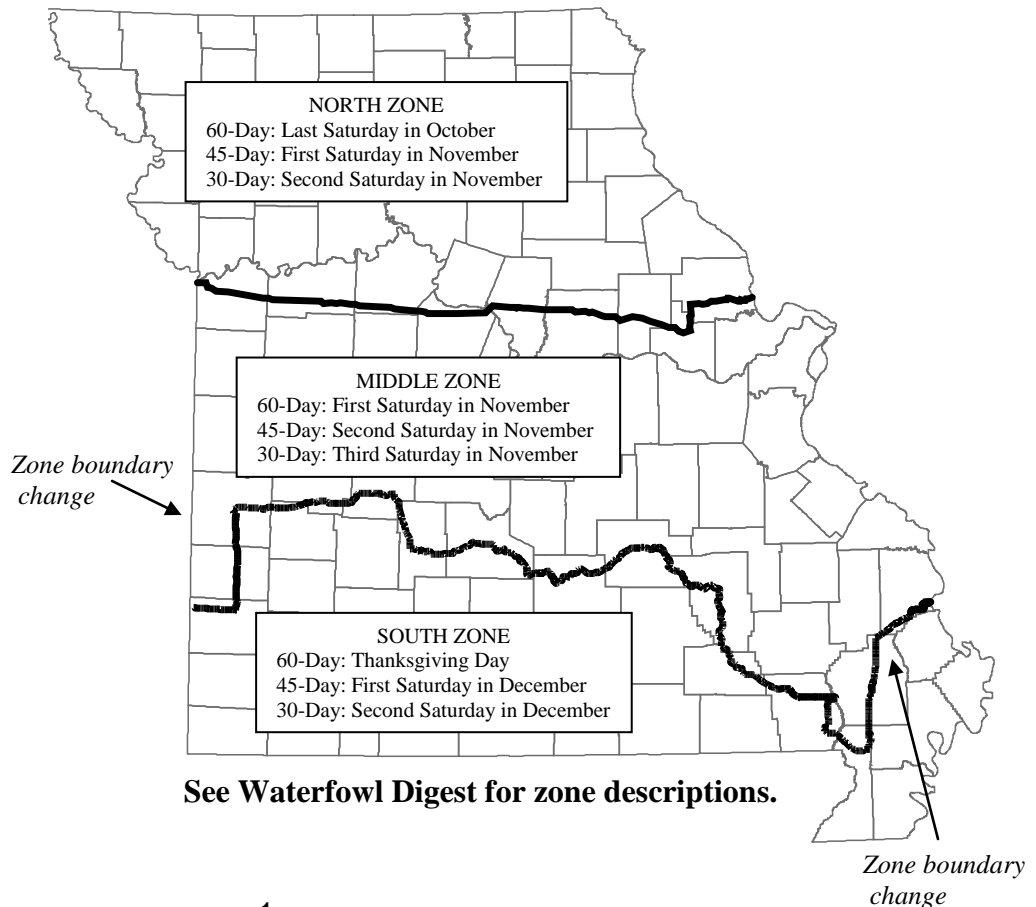 NORTH ZONE
60-Day: Last Saturday in October
45-Day: First Saturday in November
30-Day: Second Saturday in November
MIDDLE ZONE
60-Day: First Saturday in November
45-Day: Second Saturday in November
30-Day: Third Saturday in November
Zone boundary
change
SOUTH ZONE
60-Day: Thanksgiving Day
45-Day: First Saturday in December
30-Day: Second Saturday in December
See Waterfowl Digest for zone descriptions.
Zone boundary
change